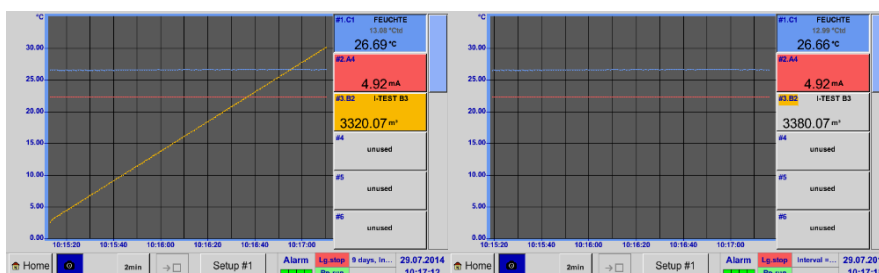 °C
30.00
25.00
20.00
15.00
10.00
5.00
0.00
10:15:20 10:15:40 10:16:00 10:16:20 10:16:40 10:17:00
#1.C1 FEUCHTE
13.88 °Ctd
26.69 °C
#2.A4
4.92 mA
#3.B2 I-TEST B3
3320.07 m³
#4
unused
#5
unused
#6
unused
Home 2min Setup #1 Alarm Lg.stop 9 days, In... 29.07.2014
10:17:12
°C
30.00
25.00
20.00
15.00
10.00
5.00
0.00
10:15:20 10:15:40 10:16:00 10:16:20 10:16:40 10:17:00
#1.C1 FEUCHTE
12.99 °Ctd
26.66 °C
#2.A4
4.92 mA
#3.B2 I-TEST B3
3380.07 m³
#4
unused
#5
unused
#6
unused
Home 2min Setup #1 Alarm Lg.stop Interval =...